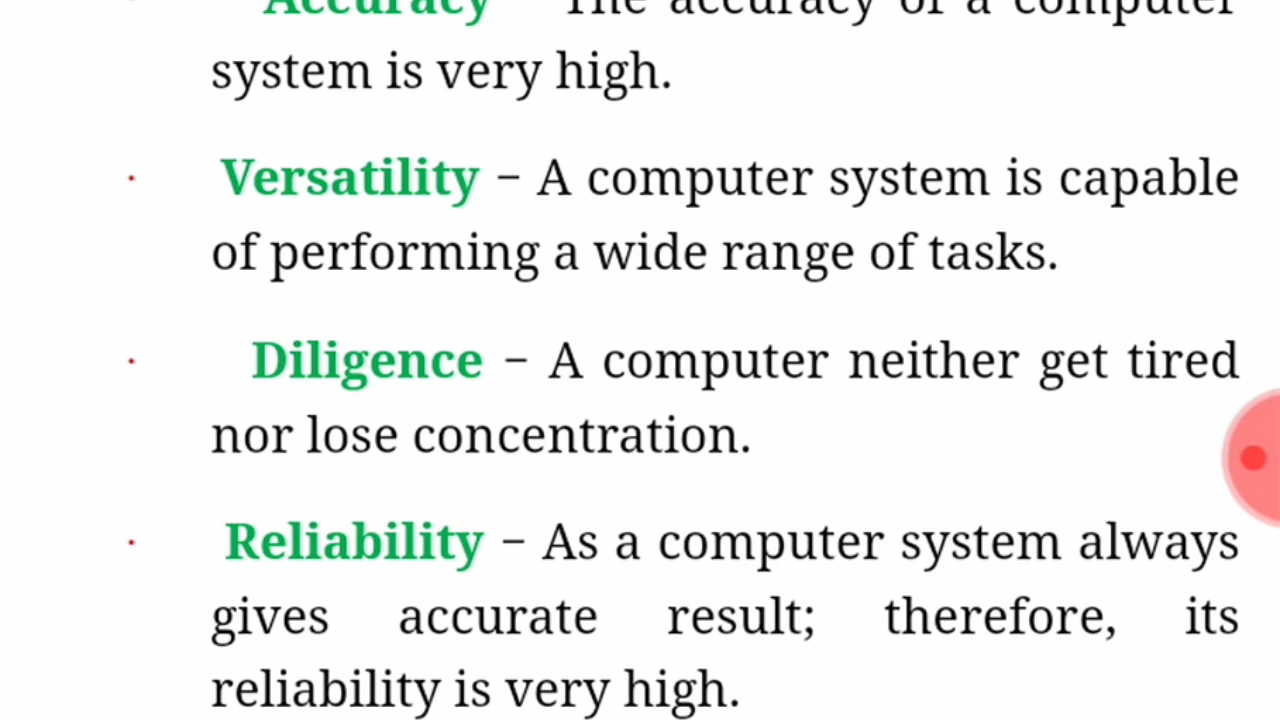 Accuracy – The accuracy of a computer
system is very high.
· Versatility – A computer system is capable
of performing a wide range of tasks.
· Diligence – A computer neither get tired
nor lose concentration.
· Reliability – As a computer system always
gives accurate result; therefore, its
reliability is very high.